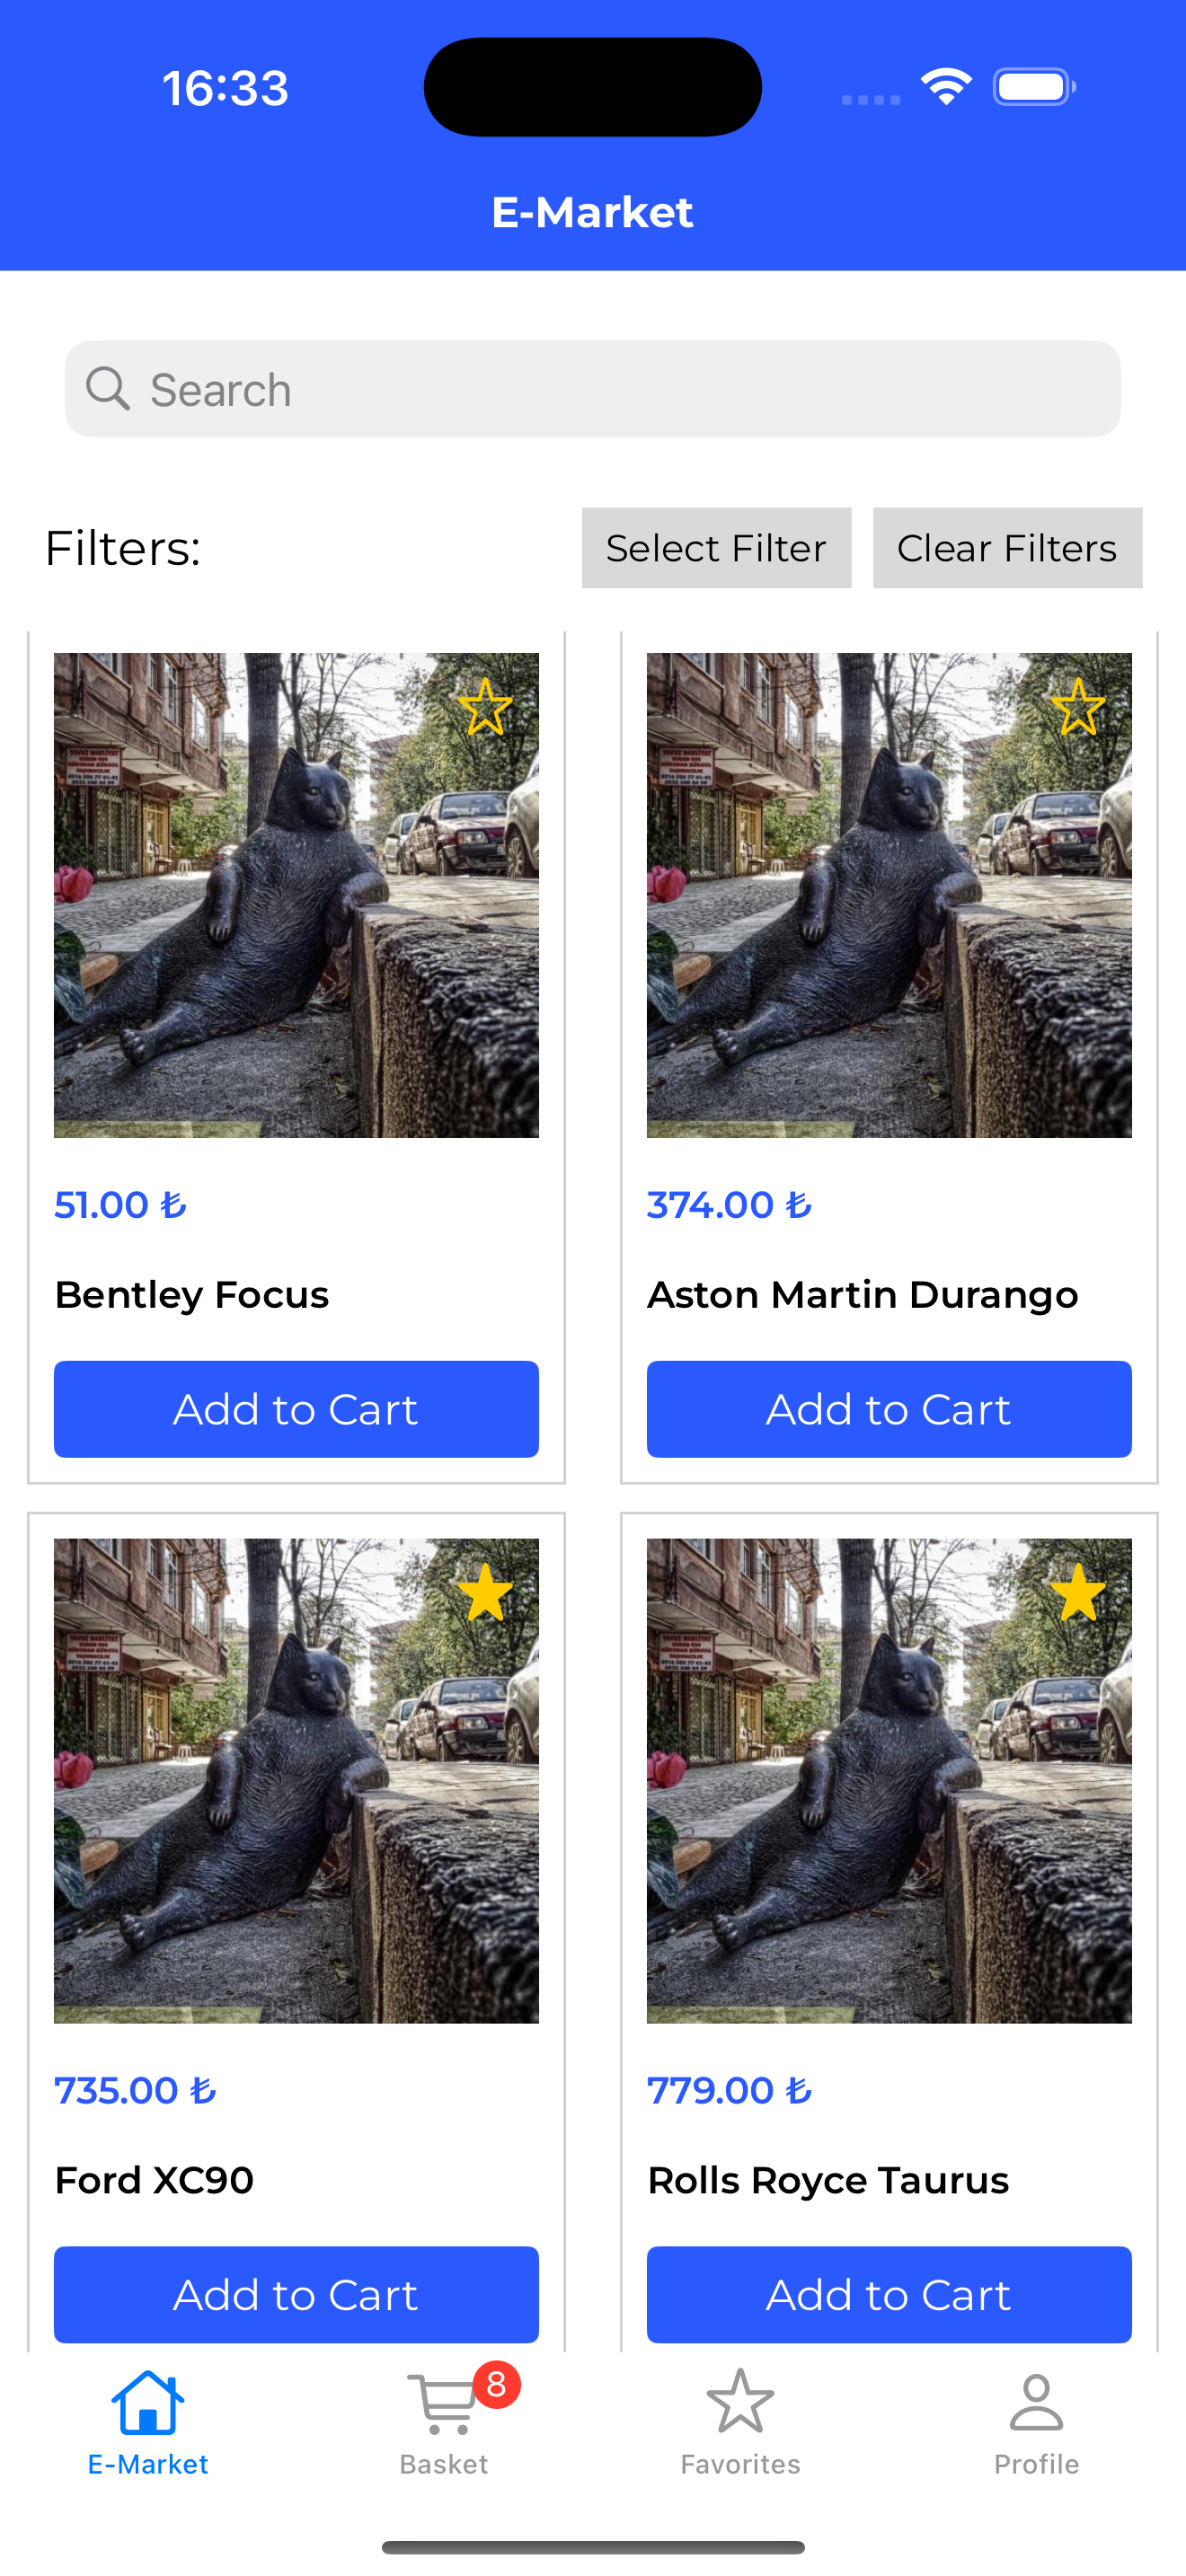 16:33
E-Market
Search
Filters:
Select Filter
Clear Filters
51.00 ₺
374.00 ₺
Bentley Focus
Aston Martin Durango
Add to Cart
Add to Cart
735.00 ₺
779.00 ₺
Ford XC90
Rolls Royce Taurus
Add to Cart
Add to Cart
8
E-Market
Basket
Favorites
Profile